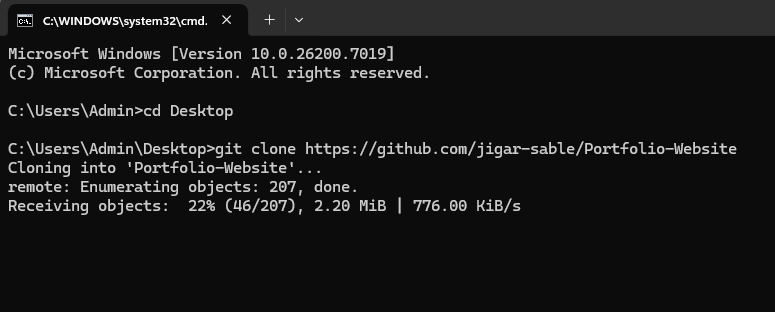 C:\WINDOWS\system32\cmd.
Microsoft Windows [Version 10.0.26200.7019]
(c) Microsoft Corporation. All rights reserved.
C:\Users\Admin>cd Desktop
C:\Users\Admin\Desktop>git clone https://github.com/jigar-sable/Portfolio-Website
Cloning into 'Portfolio-Website'...
remote: Enumerating objects: 207, done.
Receiving objects:  22% (46/207), 2.20 MiB | 776.00 KiB/s